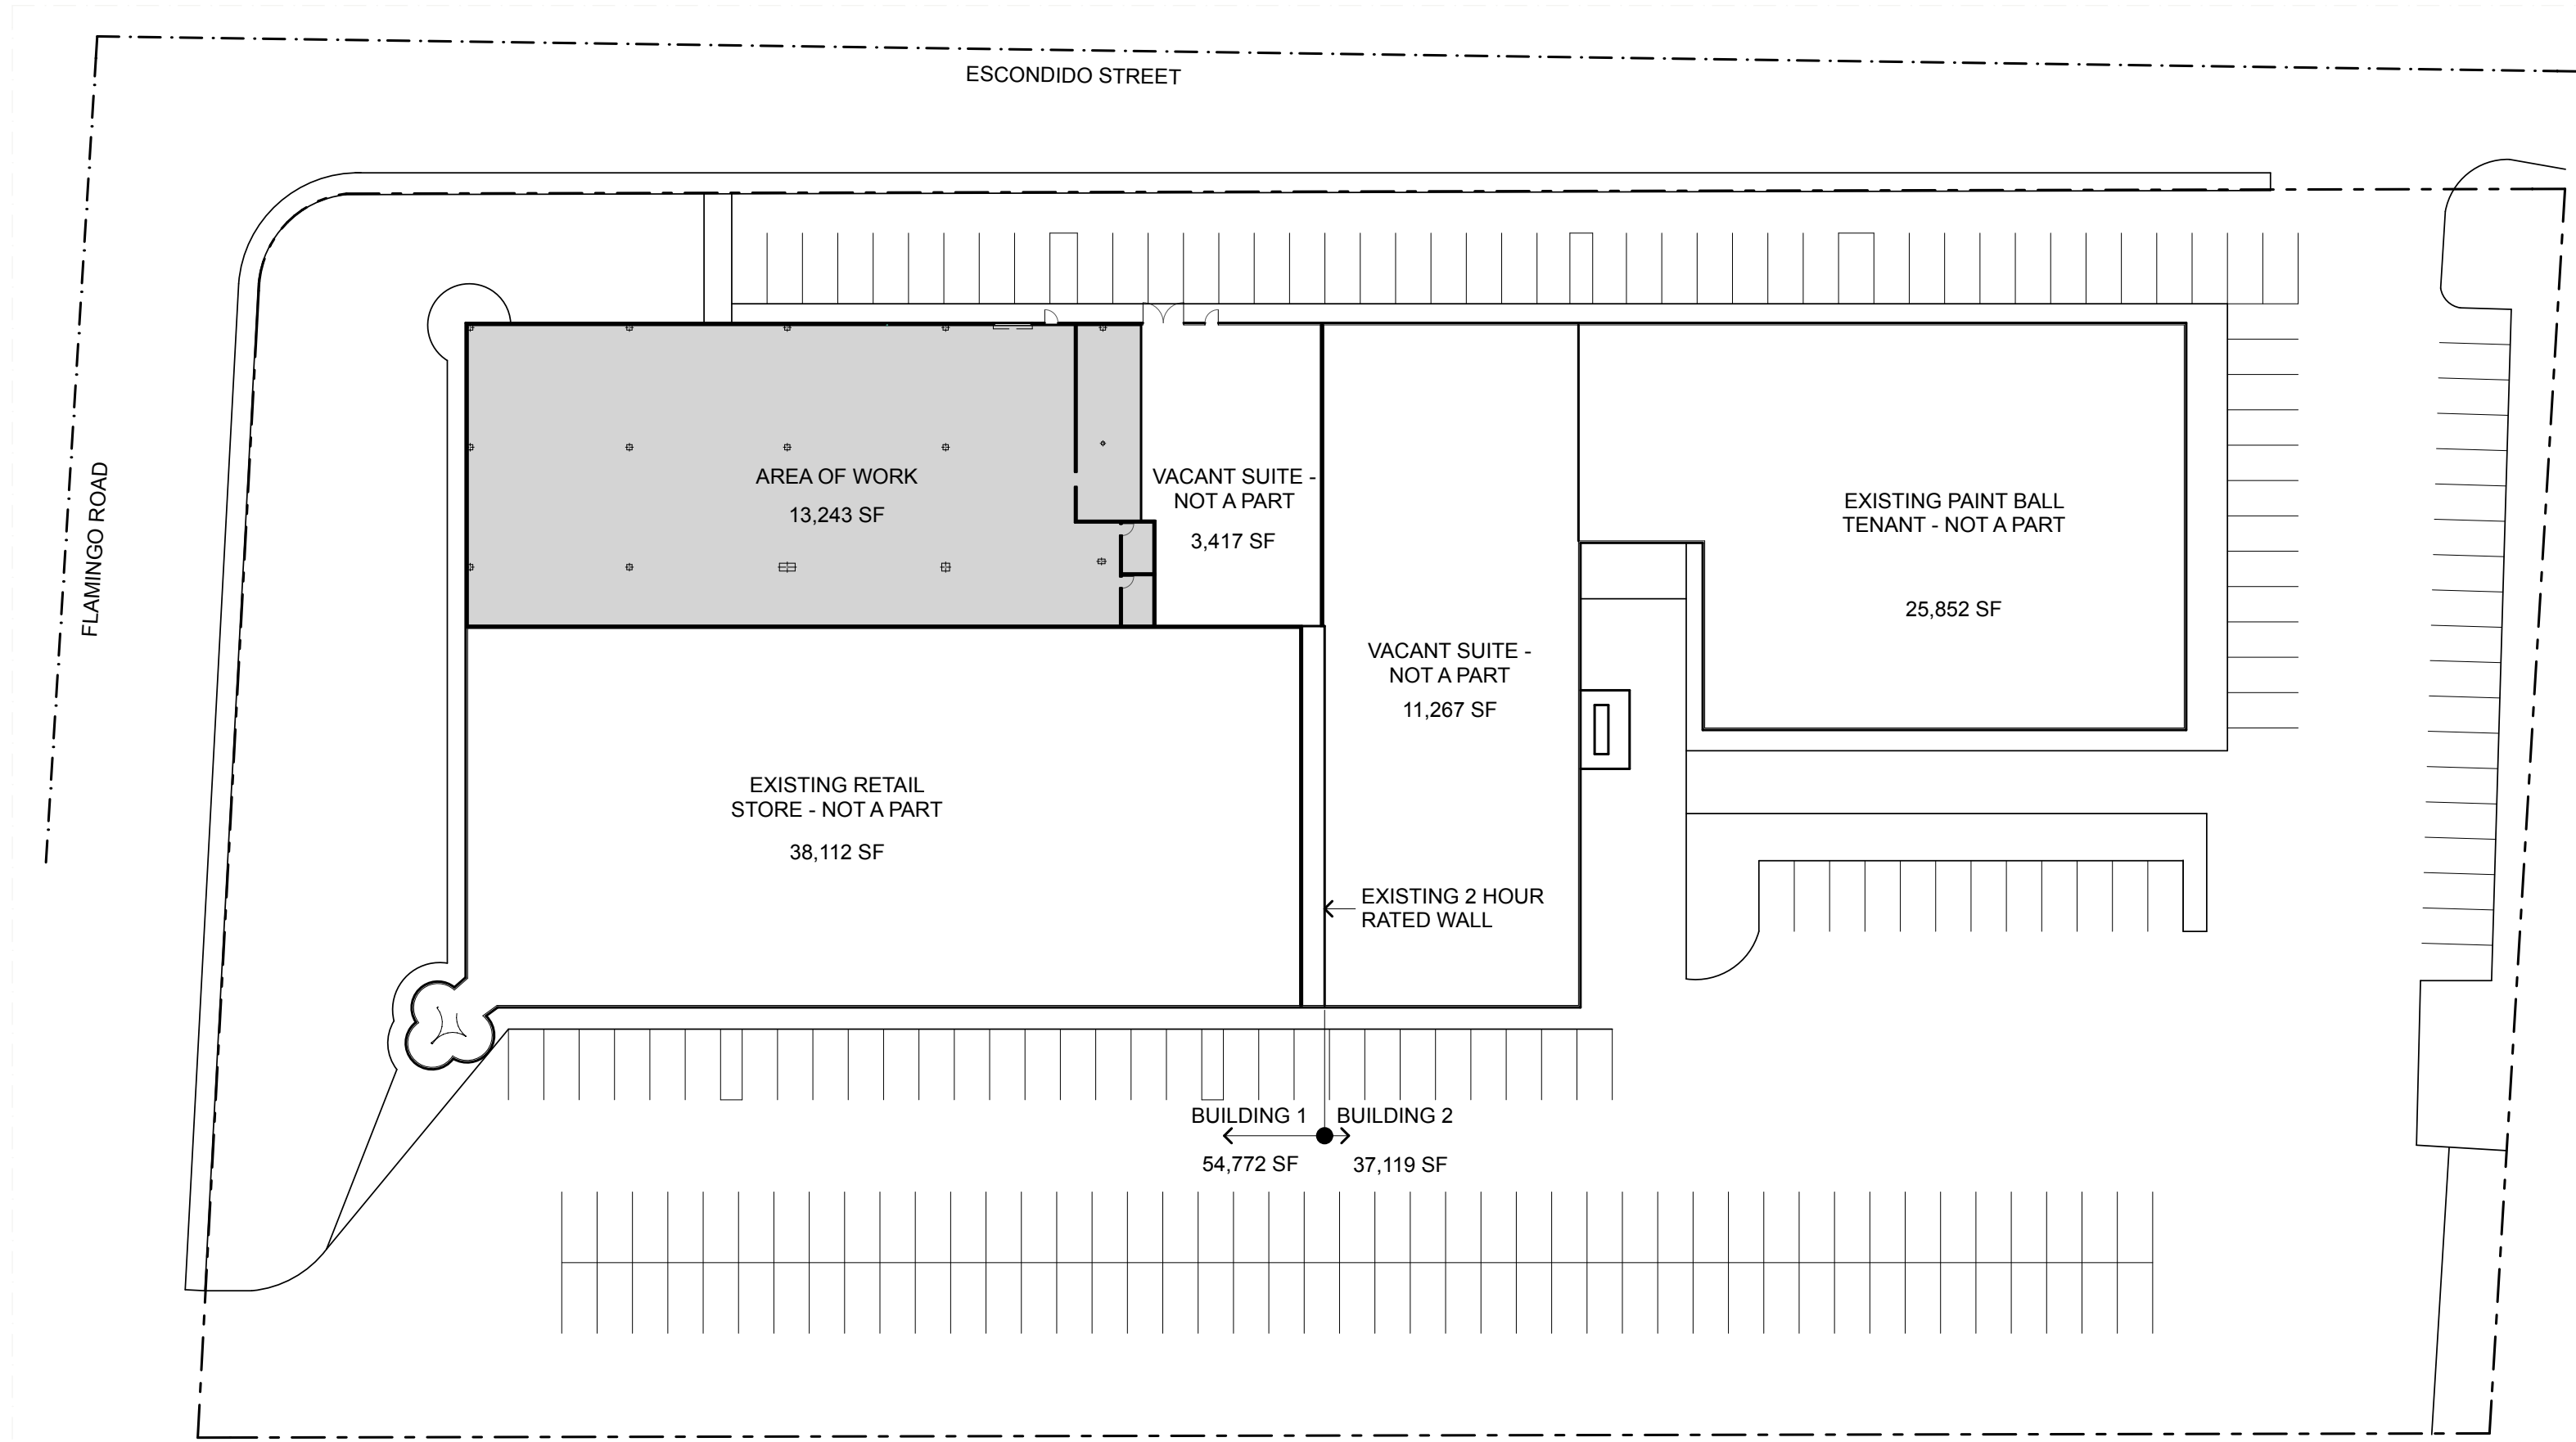 ESCONDIDO STREET
FLAMINGO ROAD
AREA OF WORK
13,243 SF
VACANT SUITE -
NOT A PART
3,417 SF
EXISTING PAINT BALL
TENANT - NOT A PART
25,852 SF
VACANT SUITE -
NOT A PART
11,267 SF
EXISTING RETAIL
STORE - NOT A PART
38,112 SF
EXISTING 2 HOUR
RATED WALL
BUILDING 1
BUILDING 2
54,772 SF
37,119 SF